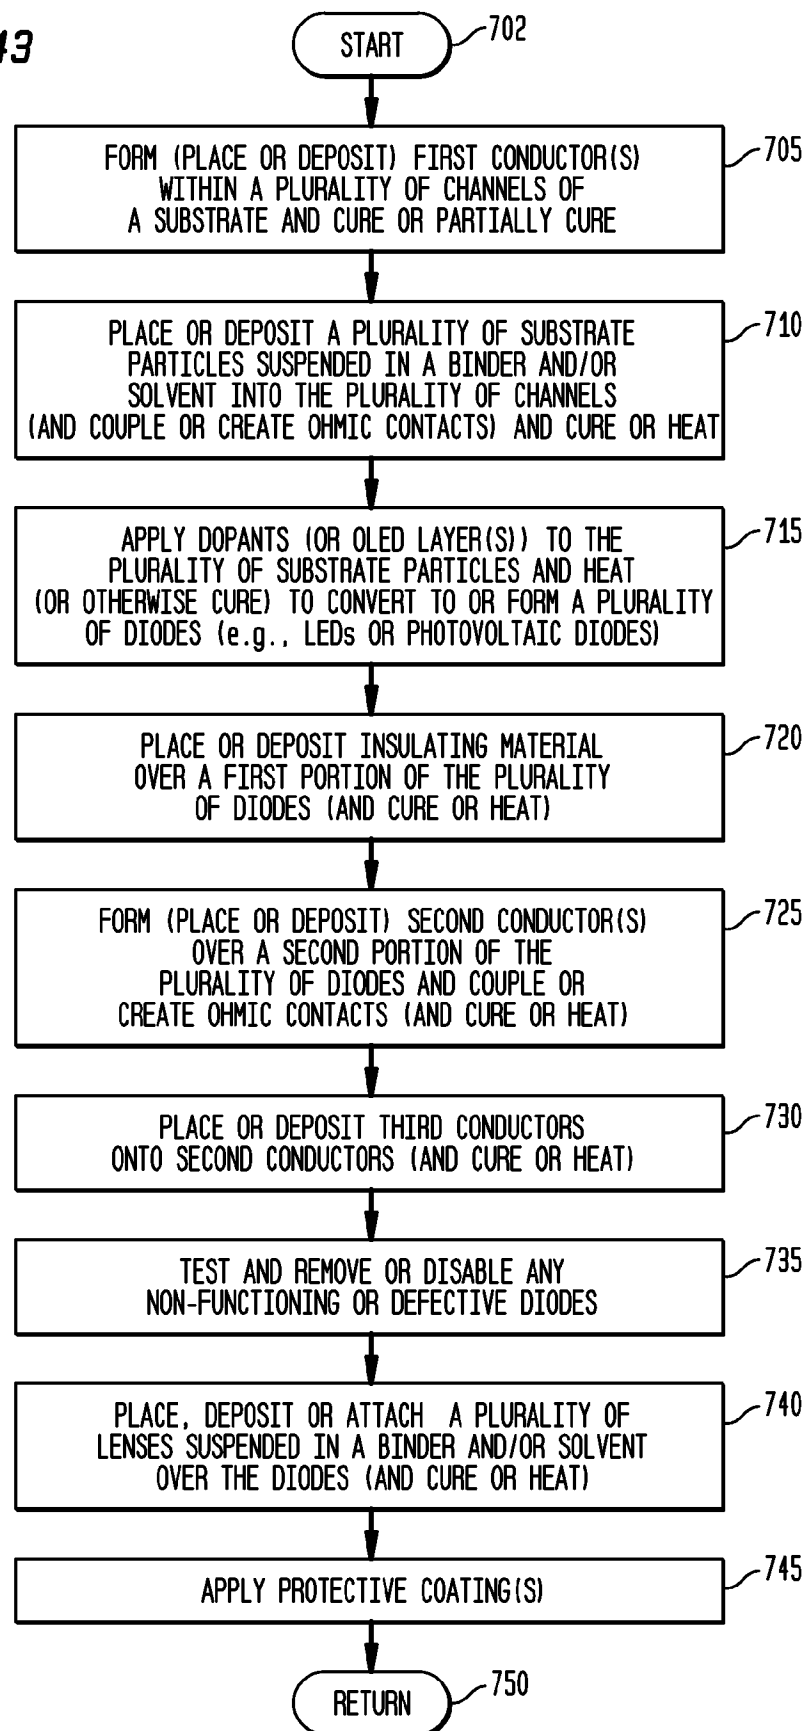 43
START
702
FORM (PLACE OR DEPOSIT) FIRST CONDUCTOR(S)
WITHIN A PLURALITY OF CHANNELS OF
A SUBSTRATE AND CURE OR PARTIALLY CURE
705
PLACE OR DEPOSIT A PLURALITY OF SUBSTRATE
PARTICLES SUSPENDED IN A BINDER AND/OR
SOLVENT INTO THE PLURALITY OF CHANNELS
(AND COUPLE OR CREATE OHMIC CONTACTS) AND CURE OR HEAT
710
APPLY DOPANTS (OR OLED LAYER(S)) TO THE
PLURALITY OF SUBSTRATE PARTICLES AND HEAT
(OR OTHERWISE CURE) TO CONVERT TO OR FORM A PLURALITY
OF DIODES (e.g., LEDs OR PHOTOVOLTAIC DIODES)
715
PLACE OR DEPOSIT INSULATING MATERIAL
OVER A FIRST PORTION OF THE PLURALITY
OF DIODES (AND CURE OR HEAT)
720
FORM (PLACE OR DEPOSIT) SECOND CONDUCTOR(S)
OVER A SECOND PORTION OF THE
PLURALITY OF DIODES AND COUPLE OR
CREATE OHMIC CONTACTS (AND CURE OR HEAT)
725
PLACE OR DEPOSIT THIRD CONDUCTORS
ONTO SECOND CONDUCTORS (AND CURE OR HEAT)
730
TEST AND REMOVE OR DISABLE ANY
NON-FUNCTIONING OR DEFECTIVE DIODES
735
PLACE, DEPOSIT OR ATTACH A PLURALITY OF
LENSES SUSPENDED IN A BINDER AND/OR SOLVENT
OVER THE DIODES (AND CURE OR HEAT)
740
APPLY PROTECTIVE COATING(S)
745
RETURN
750